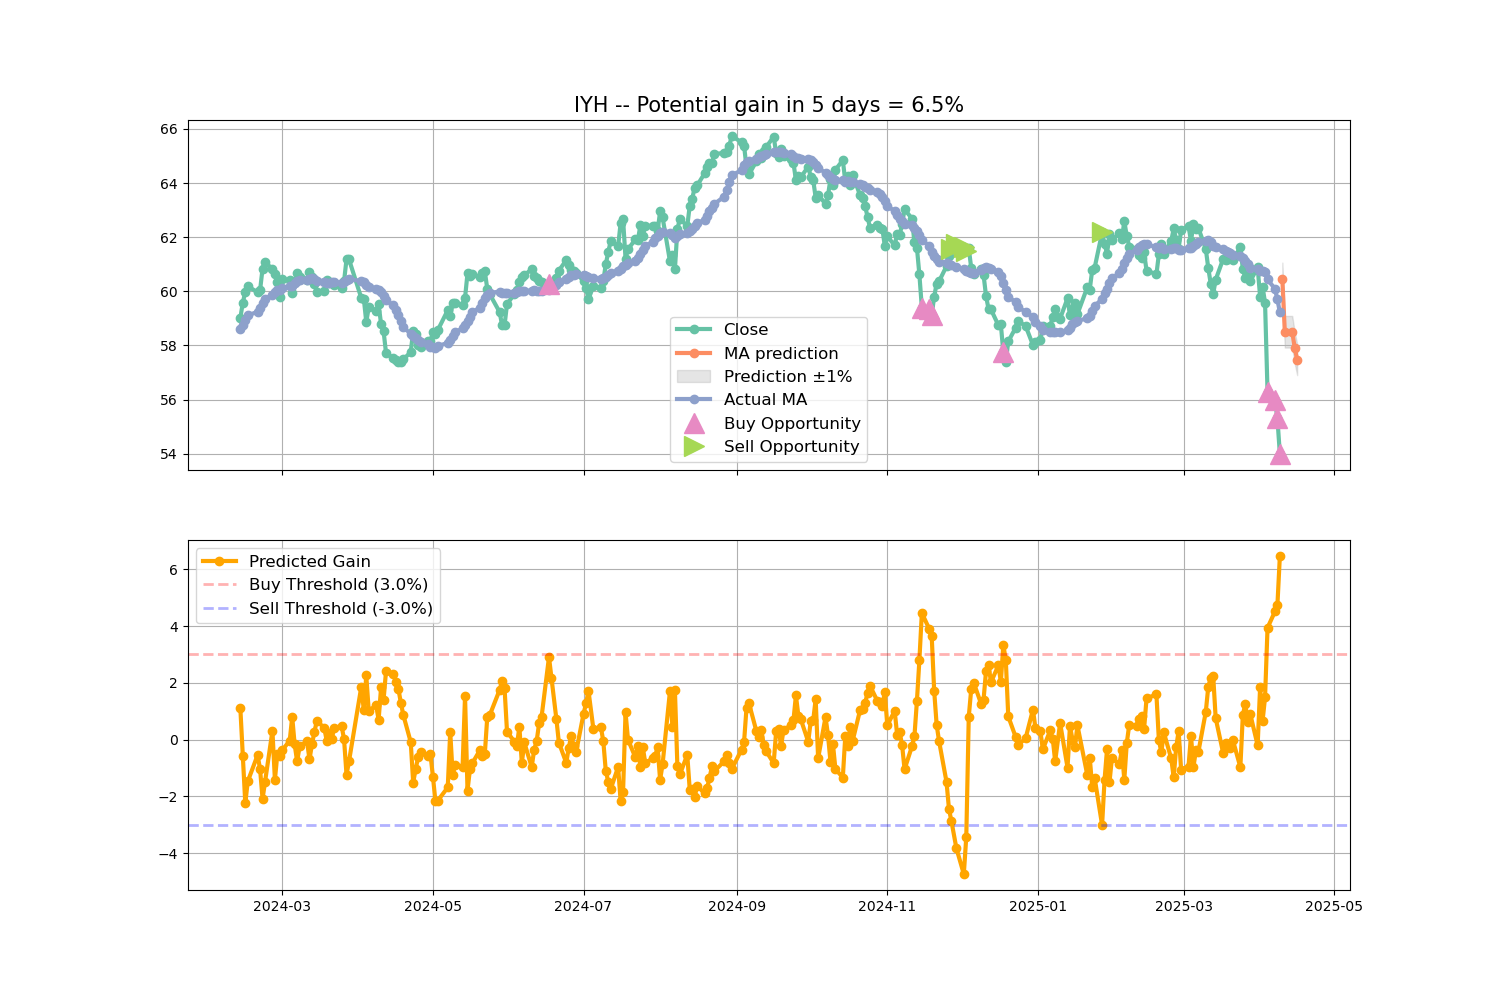 IYH -- Potential gain in 5 days = 6.5%
66
64
62
60
58
56
54
Close
MA prediction
Prediction ±1%
Actual MA
Buy Opportunity
Sell Opportunity
Predicted Gain
Buy Threshold (3.0%)
Sell Threshold (-3.0%)
6
4
2
0
−2
−4
2024-03
2024-05
2024-07
2024-09
2024-11
2025-01
2025-03
2025-05